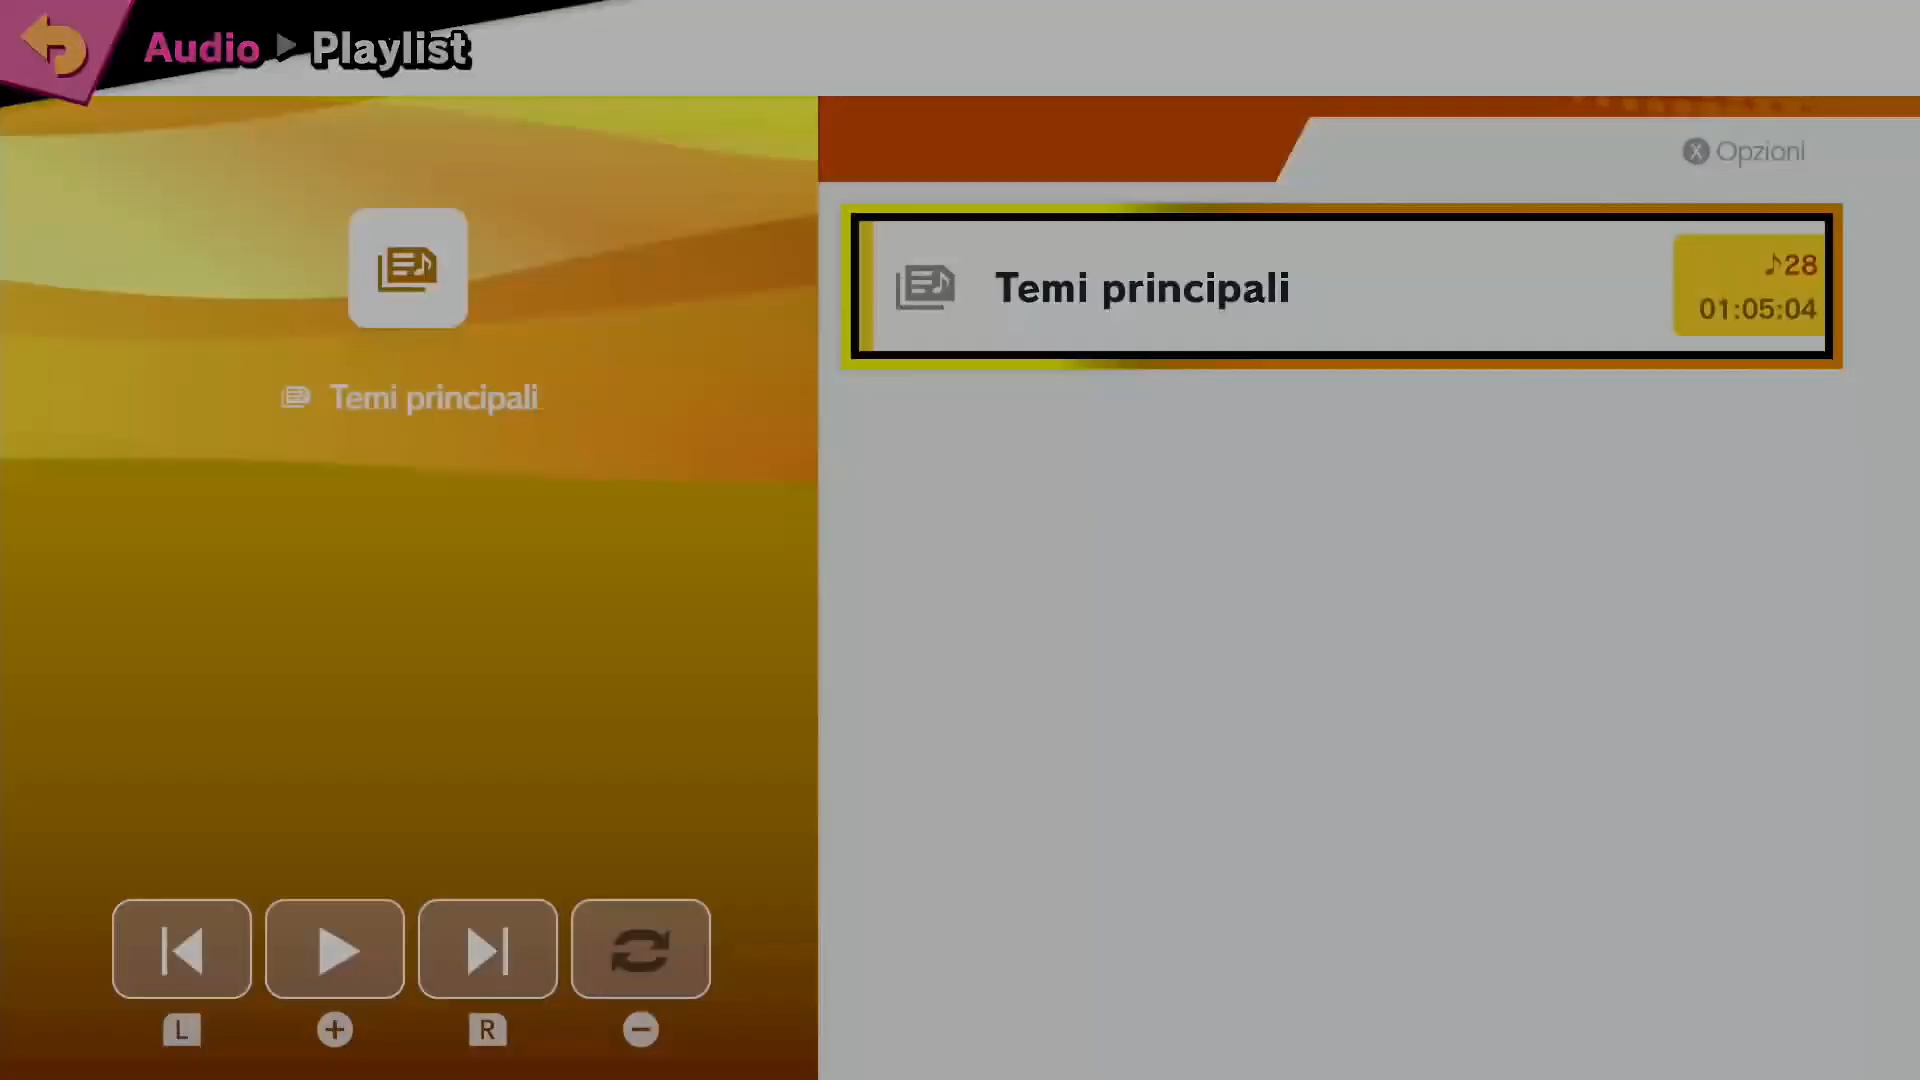 Audio ▶ Playlist
X Opzioni
Temi principali
♪28
01:05:04
Temi principali
L + R −